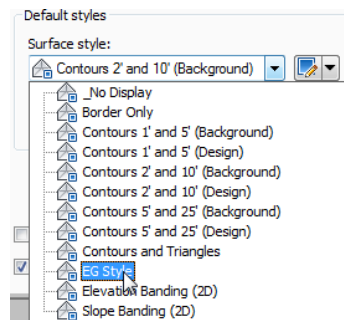 Default styles
Surface style:
Contours 2' and 10' (Background)
_No Display
Border Only
Contours 1' and 5' (Background)
Contours 1' and 5' (Design)
Contours 2' and 10' (Background)
Contours 2' and 10' (Design)
Contours 5' and 25' (Background)
Contours 5' and 25' (Design)
Contours and Triangles
EG Style
Elevation Banding (2D)
Slope Banding (2D)